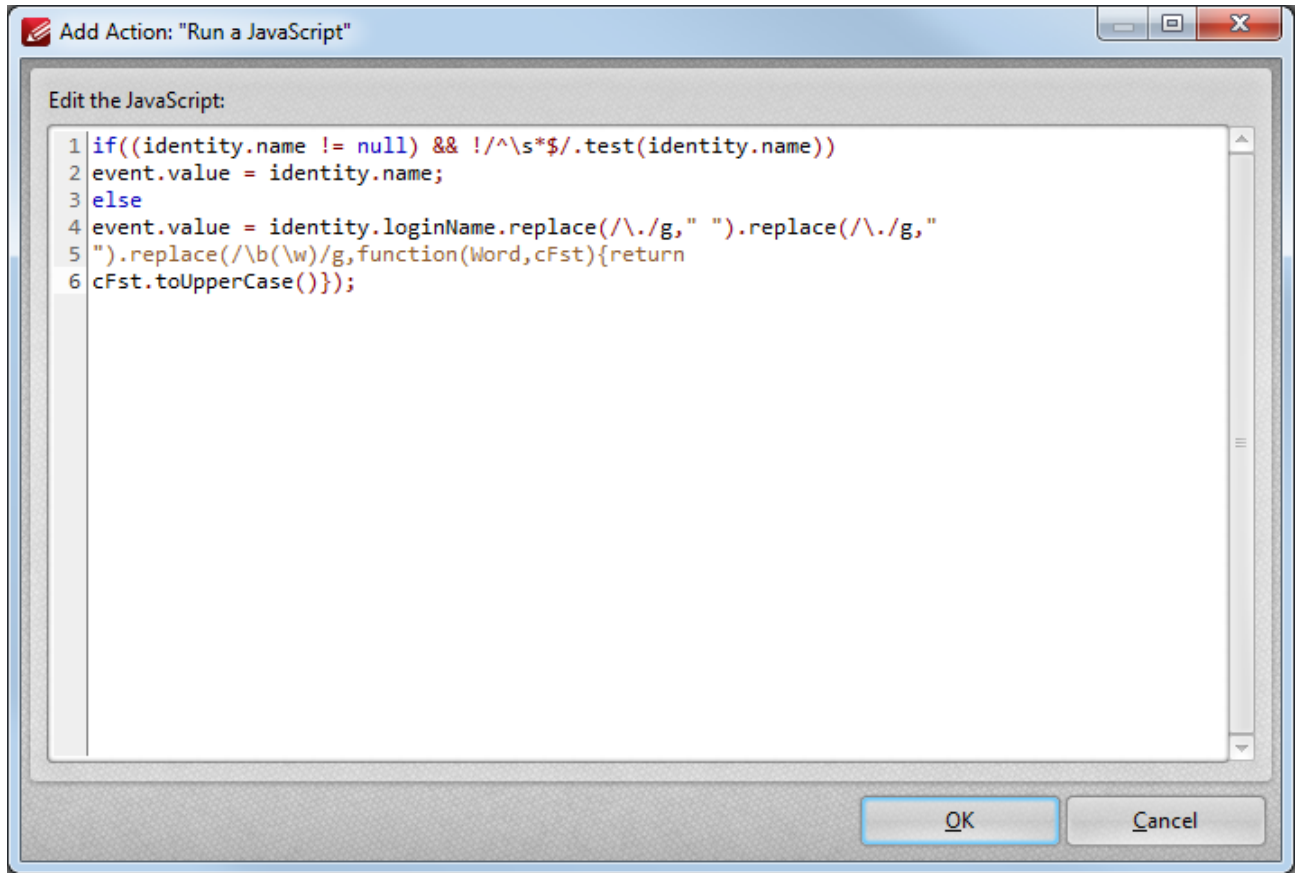 Add Action: "Run a JavaScript"
Edit the JavaScript:
1 if((identity.name != null) && !/^\s*$/.test(identity.name))
2 event.value = identity.name;
3 else
4 event.value = identity.loginName.replace(/\./g," ").replace(/\./g,"
5 ").replace(/\b(\w)/g,function(Word,cFst){return
6 cFst.toUpperCase()});
OK
Cancel